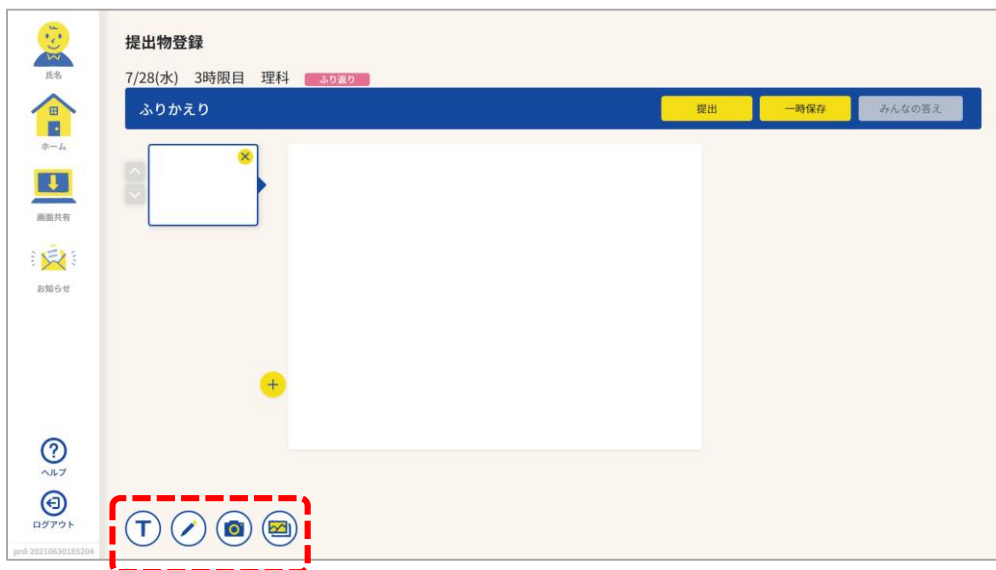 氏名
ホーム
画面共有
お知らせ
ヘルプ
ログアウト
prd-20210630185204
提出物登録
7/28(水) 3時限目 理科 ふり返り
ふりかえり 提出 一時保存 みんなの答え
T